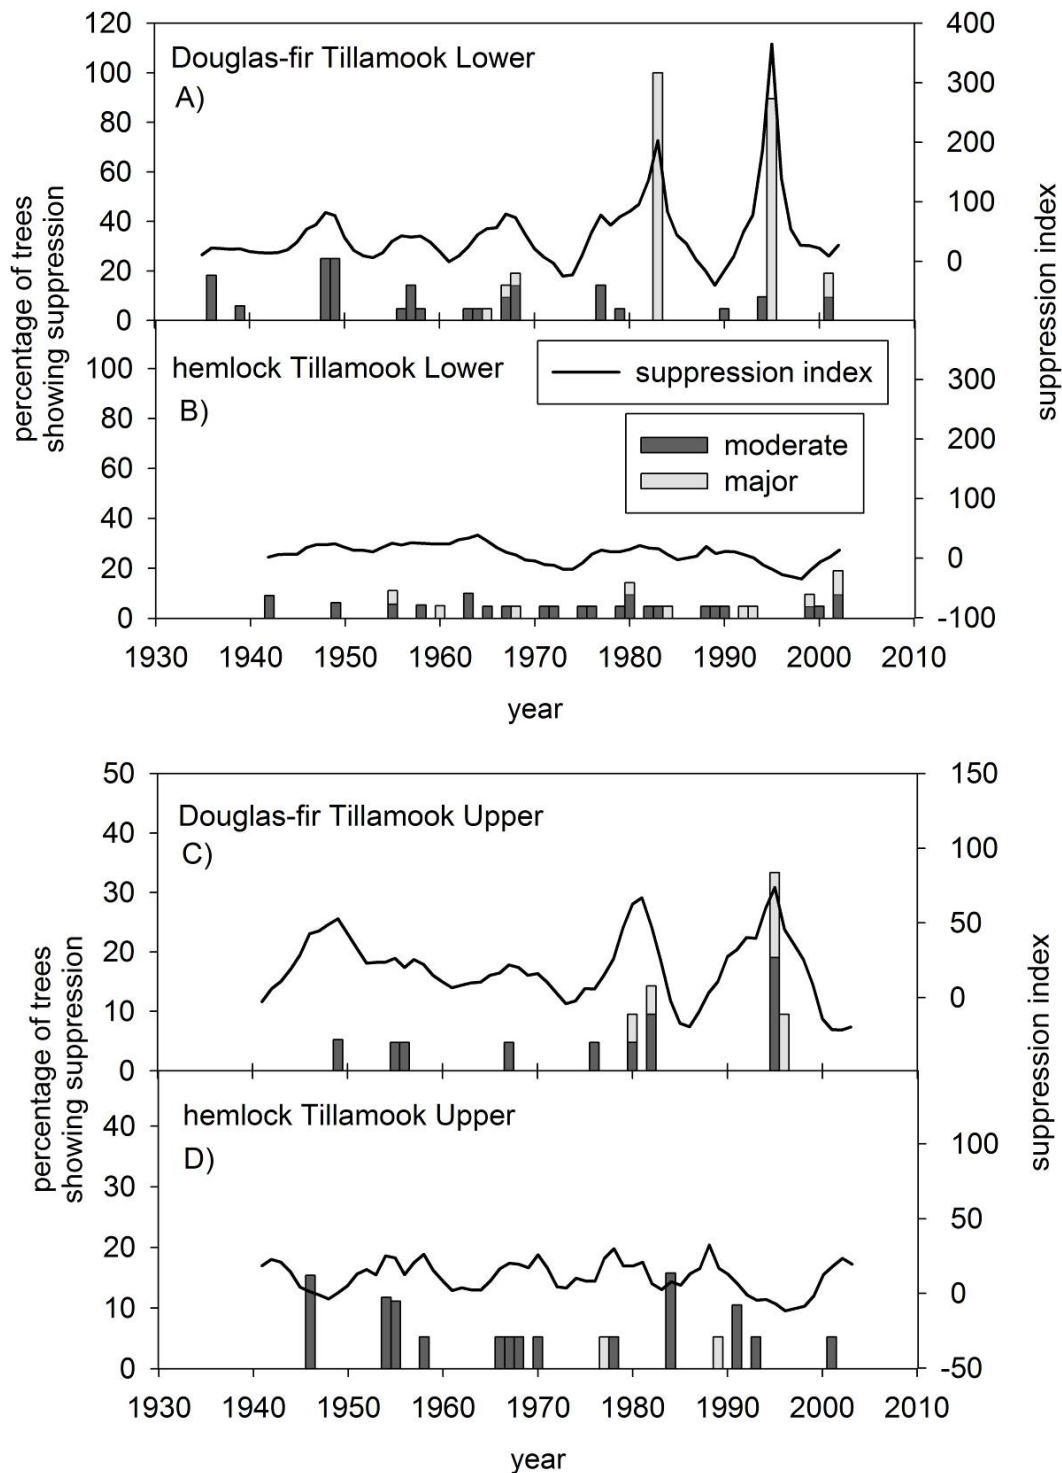 120
100
80
60
40
20
0
Douglas-fir Tillamook Lower
A)
400
300
200
100
0
percentage of trees
showing suppression
suppression index
100
80
60
40
20
0
hemlock Tillamook Lower
B)
suppression index
moderate
major
300
200
100
0
-100
1930 1940 1950 1960 1970 1980 1990 2000 2010
year
50
40
30
20
10
0
Douglas-fir Tillamook Upper
C)
150
100
50
0
percentage of trees
showing suppression
suppression index
40
30
20
10
0
hemlock Tillamook Upper
D)
100
50
0
-50
1930 1940 1950 1960 1970 1980 1990 2000 2010
year